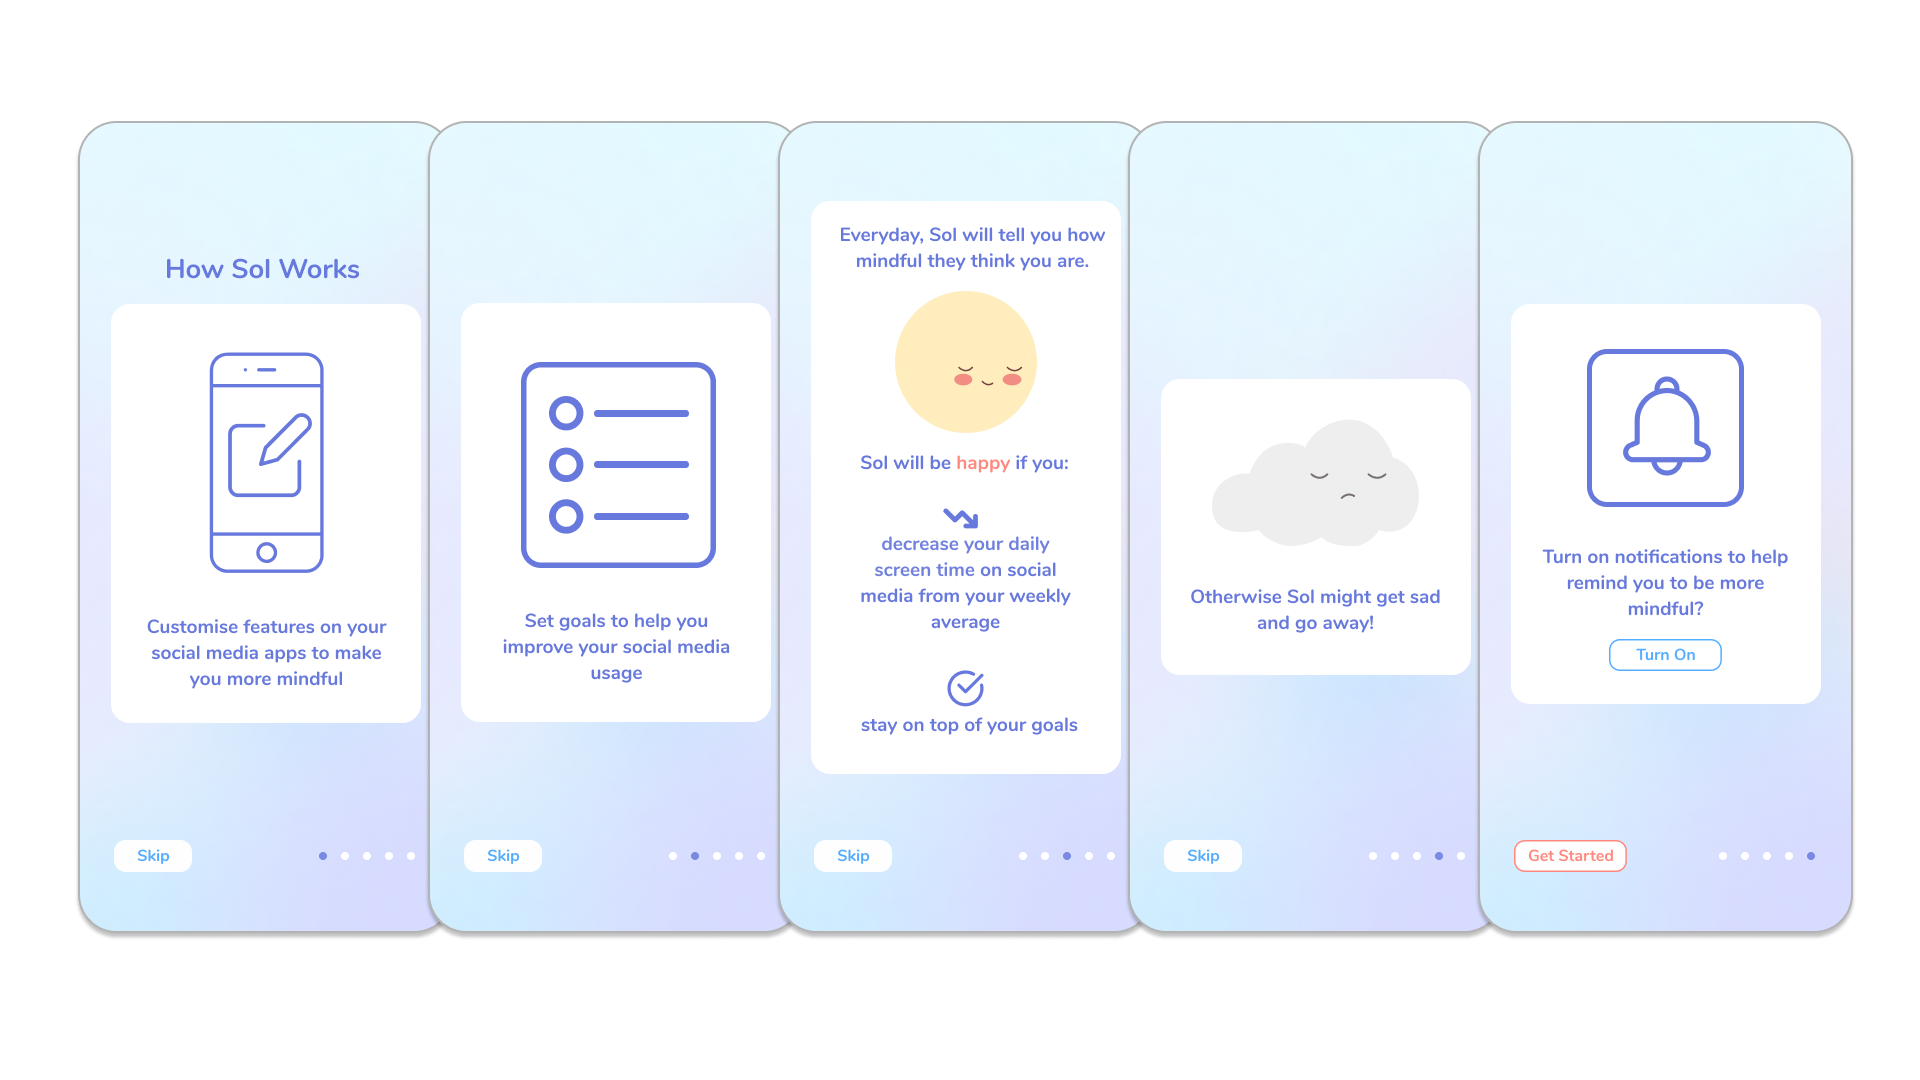 How Sol Works
Customise features on your
social media apps to make
you more mindful
Skip
Set goals to help you
improve your social media
usage
Skip
Everyday, Sol will tell you how
mindful they think you are.
Sol will be happy if you:
decrease your daily
screen time on social
media from your weekly
average
stay on top of your goals
Skip
Otherwise Sol might get sad
and go away!
Skip
Turn on notifications to help
remind you to be more
mindful?
Turn On
Get Started